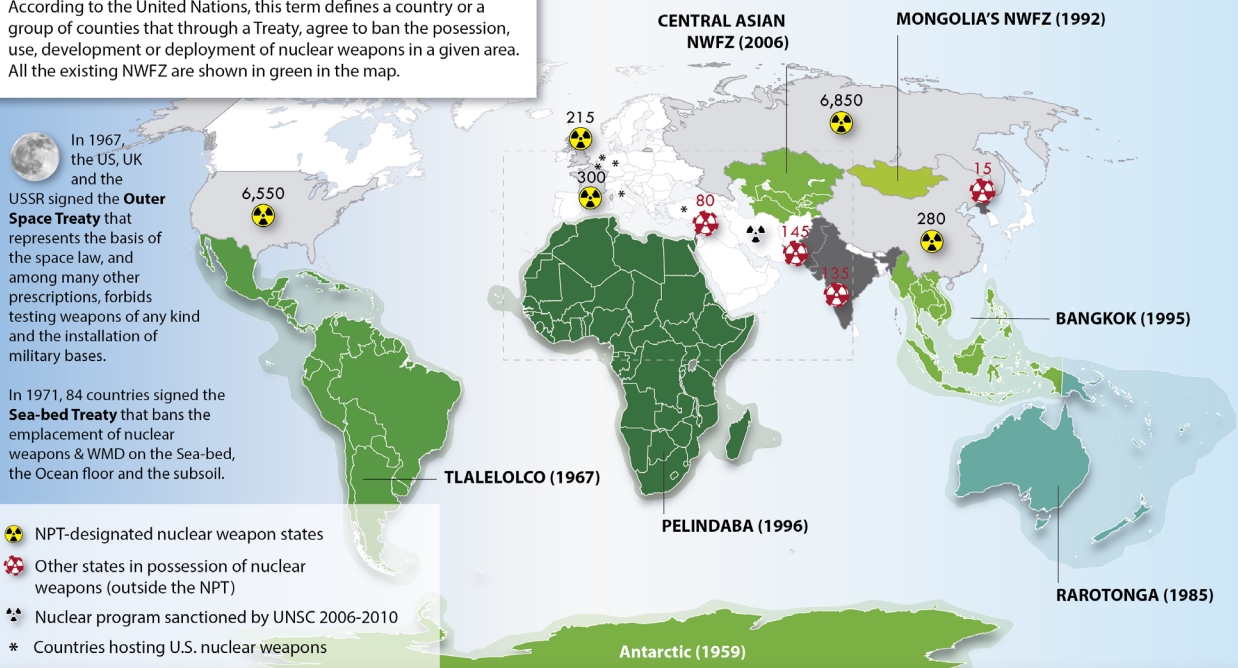 According to the United Nations, this term defines a country or a
group of counties that through a Treaty, agree to ban the posession,
use, development or deployment of nuclear weapons in a given area.
All the existing NWFZ are shown in green in the map.
CENTRAL ASIAN
NWFZ (2006)
MONGOLIA'S NWFZ (1992)
In 1967,
the US, UK
and the
USSR signed the Outer
Space Treaty that
represents the basis of
the space law, and
among many other
prescriptions, forbids
testing weapons of any kind
and the installation of
military bases.
In 1971, 84 countries signed the
Sea-bed Treaty that bans the
emplacement of nuclear
weapons & WMD on the Sea-bed,
the Ocean floor and the subsoil.
6,550
215
300
*
*
*
*
*
6,850
80
145
135
280
15
BANGKOK (1995)
TLALELOLCO (1967)
PELINDABA (1996)
RAROTONGA (1985)
Antarctic (1959)
NPT-designated nuclear weapon states
Other states in possession of nuclear
weapons (outside the NPT)
Nuclear program sanctioned by UNSC 2006-2010
* Countries hosting U.S. nuclear weapons